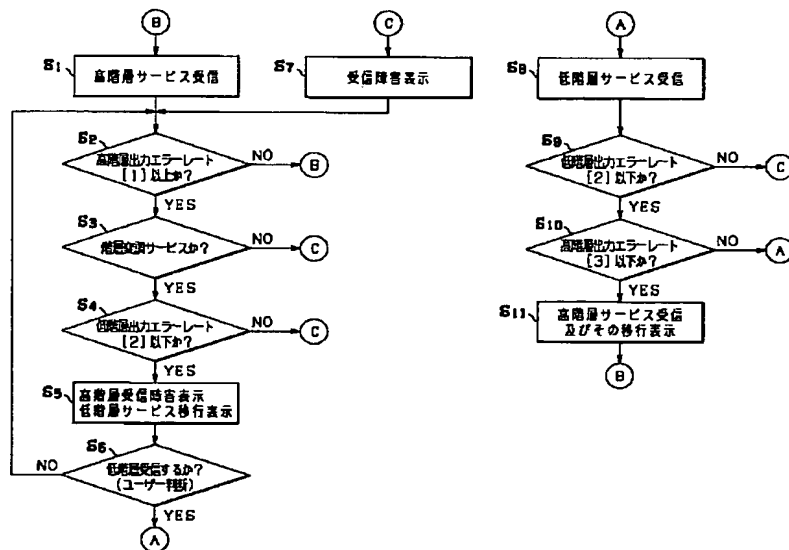 B
S1
高階層サービス受信
C
S7
受信障害表示
S2
高階層出力エラーレート
[1]以上か?
NO
B
YES
S3
階層変調サービスか?
NO
C
YES
S4
低階層出力エラーレート
[2]以下か?
NO
C
YES
S5
高階層受信障害表示
低階層サービス移行表示
S6
低階層受信するか?
(ユーザー判断)
NO
YES
A
A
S8
低階層サービス受信
S9
低階層出力エラーレート
[2]以下か?
NO
C
YES
S10
高階層出力エラーレート
[3]以下か?
NO
A
YES
S11
高階層サービス受信
及びその移行表示
B